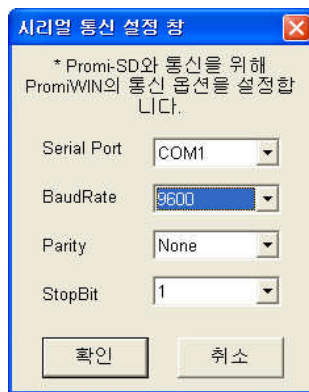 시리얼 통신 설정 창
* Promi-SD와 통신을 위해
PromiWIN의 통신 옵션을 설정합
니다.
Serial Port COM1
BaudRate 9600
Parity None
StopBit 1
확인 취소